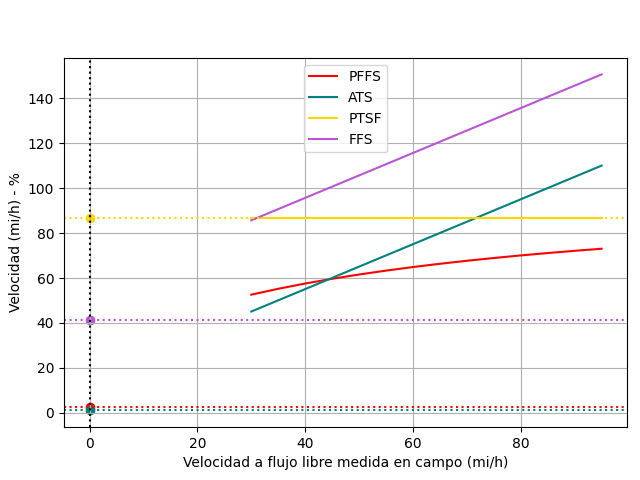 PFFS
ATS
PTSF
FFS
140
120
100
80
60
40
20
0
Velocidad (mi/h) - %
0 20 40 60 80
Velocidad a flujo libre medida en campo (mi/h)